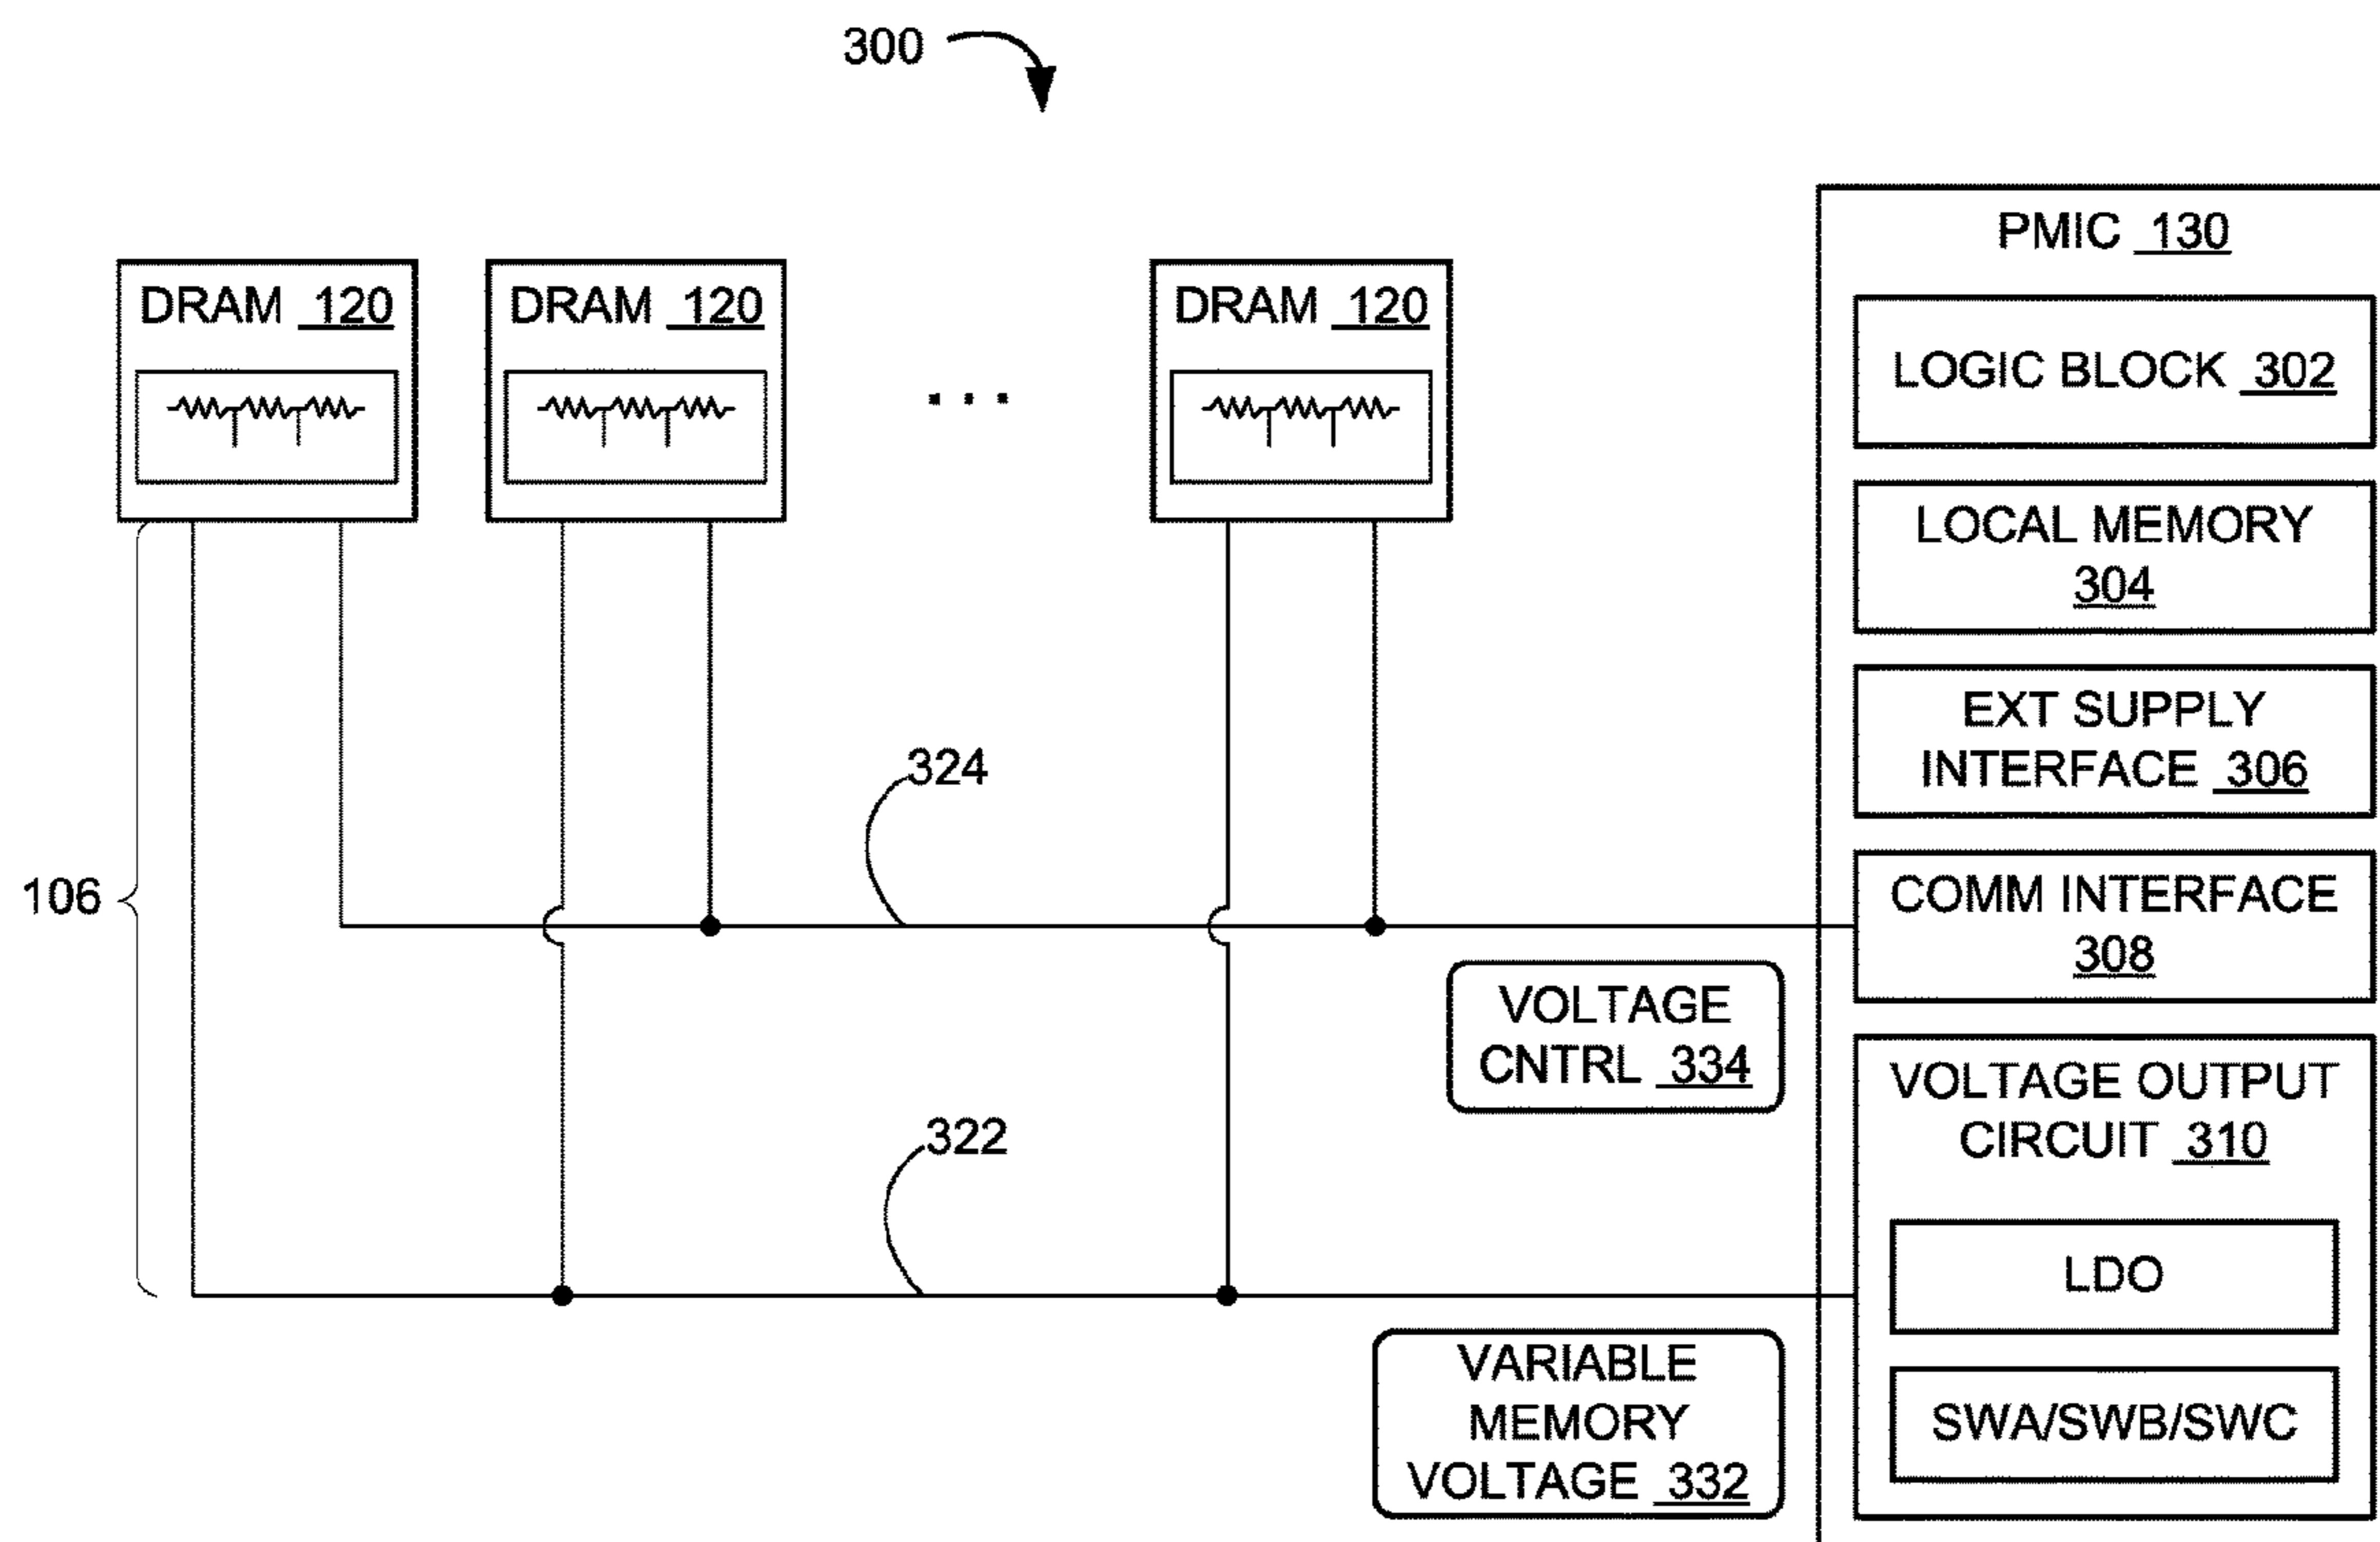 300
PMIC 130
DRAM 120
DRAM 120
DRAM 120
...
LOGIC BLOCK 302
LOCAL MEMORY
304
EXT SUPPLY
INTERFACE 306
324
106
COMM INTERFACE
308
VOLTAGE
CNTRL 334
322
VOLTAGE OUTPUT
CIRCUIT 310
LDO
VARIABLE
MEMORY
VOLTAGE 332
SWA/SWB/SWC